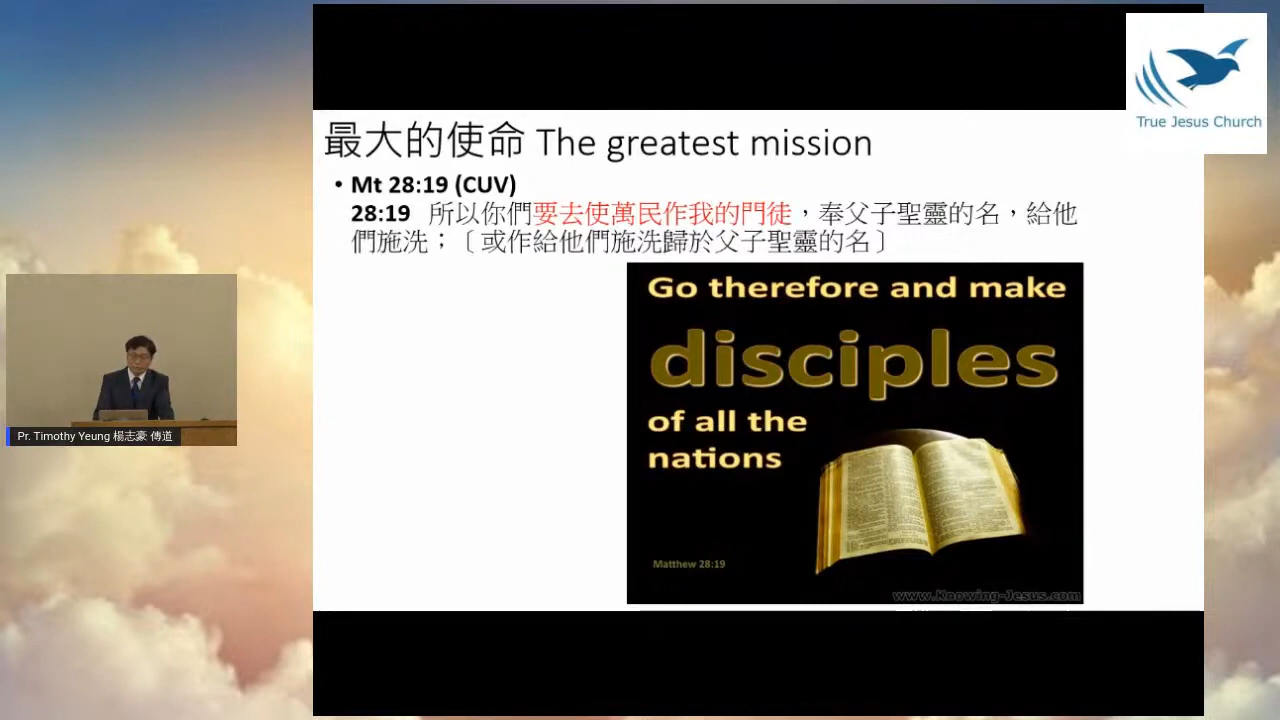 True Jesus Church
最大的使命 The greatest mission
• Mt 28:19 (CUV)
28:19 所以你們要去使萬民作我的門徒，奉父子聖靈的名，給他
們施洗；〔或作給他們施洗歸於父子聖靈的名〕
Go therefore and make
disciples
of all the
nations
Matthew 28:19
www.Knowing-Jesus.com
Pr. Timothy Yeung 楊志豪 傳道